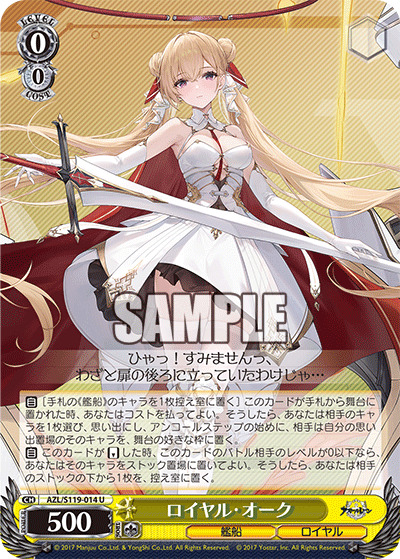 LEVEL
0
0
COST
SAMPLE
ひゃっ！すみませんっ、
わざと扉の後ろに立っていたわけじゃ…
自［手札の《艦船》のキャラを1枚控え室に置く］このカードが手札から舞台に
置かれた時、あなたはコストを払ってよい。そうしたら、あなたは相手のキャラ
を1枚選び、思い出にし、アンコールステップの始めに、相手は自分の思い
出置場のそのキャラを、舞台の好きな枠に置く。
自 このカードが した時、このカードのバトル相手のレベルが0以下なら、
あなたはそのキャラをストック置場に置いてよい。そうしたら、相手は自分の
ストックの下から1枚を、控え室に置く。
CH AZL/S119-014 U
ロイヤル・オーク
アズールレーン
POWER
500
SOUL
艦船
ロイヤル
© 2017 Manjuu Co.,Ltd. & YongShi Co.,Ltd. All Rights Reserved. © 2017 Yostar, Inc. All Rights Reserved.